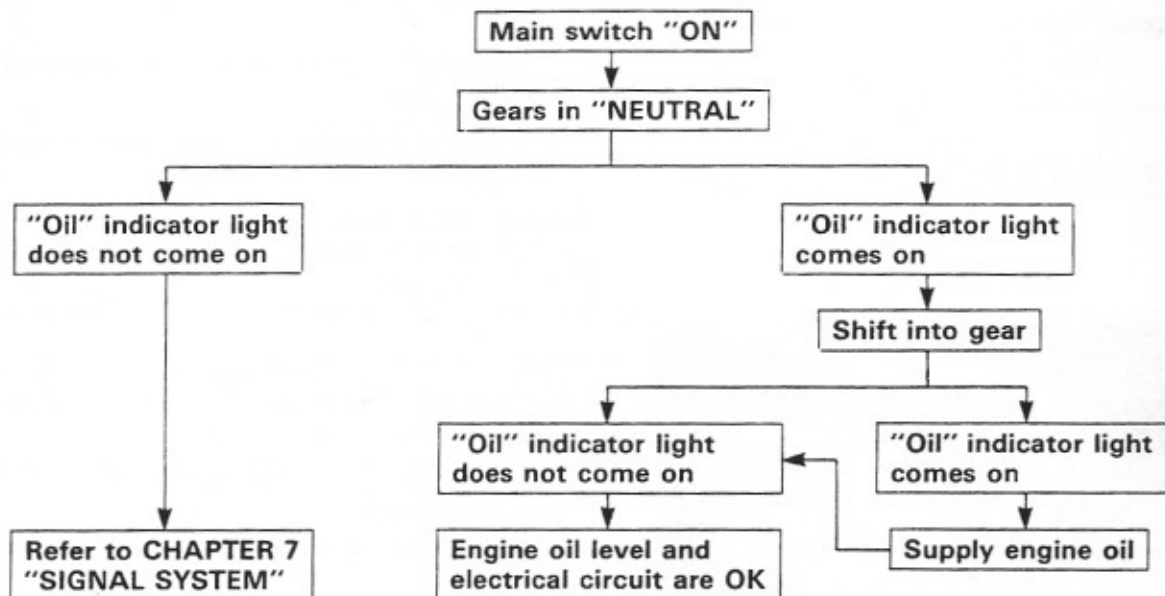 Main switch "ON"
Gears in "NEUTRAL"
"Oil" indicator light
does not come on
"Oil" indicator light
comes on
Shift into gear
"Oil" indicator light
does not come on
"Oil" indicator light
comes on
Refer to CHAPTER 7
"SIGNAL SYSTEM"
Engine oil level and
electrical circuit are OK
Supply engine oil